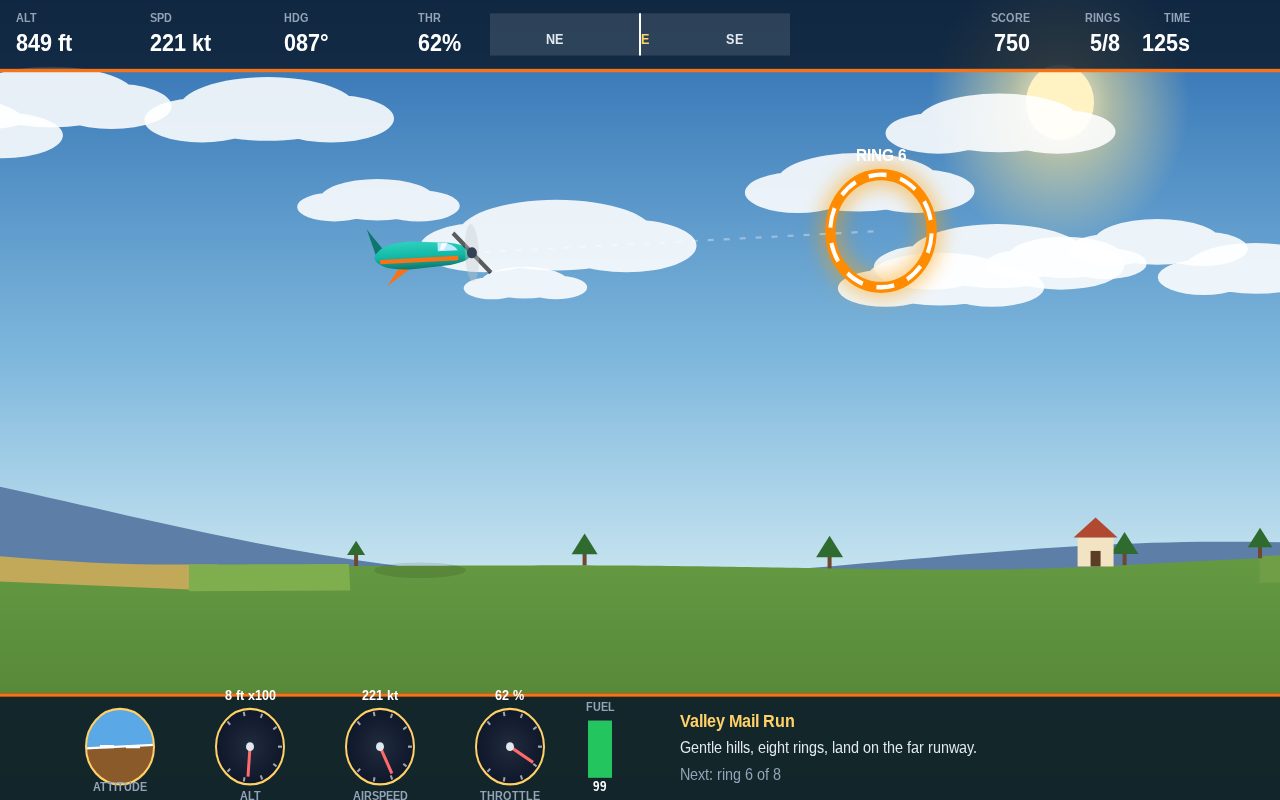 ALT SPD HDG THR SCORE RINGS TIME
849 ft 221 kt 087° 62% NE E SE 750 5/8 125s
RING 6
8 ft x100 221 kt 62 %
FUEL
Valley Mail Run
Gentle hills, eight rings, land on the far runway.
Next: ring 6 of 8
99
ATTITUDE ALT AIRSPEED THROTTLE